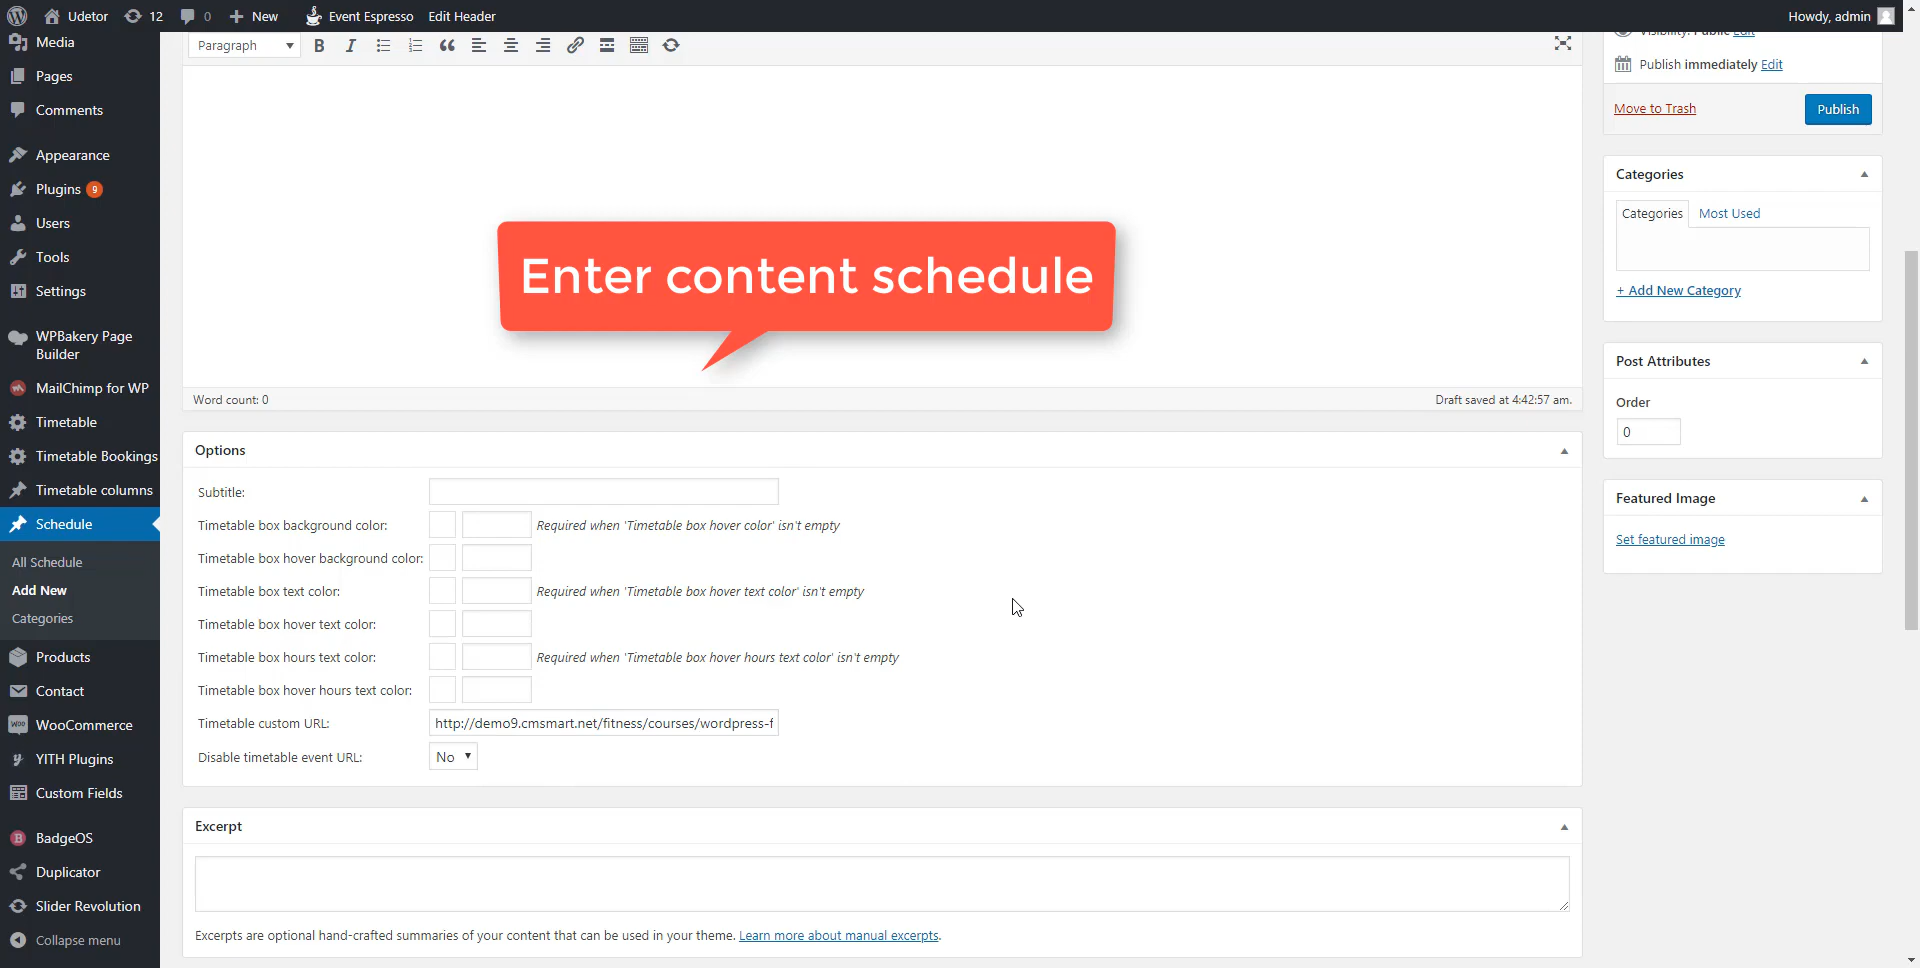 Udetor 12 0 New Event Espresso Edit Header Howdy, admin
Media
Pages
Comments
Appearance
Plugins 9
Users
Tools
Settings
WPBakery Page
Builder
MailChimp for WP
Timetable
Timetable Bookings
Timetable columns
Schedule
All Schedule
Add New
Categories
Products
Contact
WooCommerce
YITH Plugins
Custom Fields
BadgeOS
Duplicator
Slider Revolution
Collapse menu
Paragraph
Enter content schedule
Word count: 0 Draft saved at 4:42:57 am.
Options
Subtitle:
Timetable box background color: Required when 'Timetable box hover color' isn't empty
Timetable box hover background color:
Timetable box text color: Required when 'Timetable box hover text color' isn't empty
Timetable box hover text color:
Timetable box hours text color: Required when 'Timetable box hover hours text color' isn't empty
Timetable box hover hours text color:
Timetable custom URL: http://demo9.cmsmart.net/fitness/courses/wordpress-f
Disable timetable event URL: No
Excerpt
Excerpts are optional hand-crafted summaries of your content that can be used in your theme. Learn more about manual excerpts.
Visibility: Public Edit
Publish immediately Edit
Move to Trash Publish
Categories
Categories Most Used
+ Add New Category
Post Attributes
Order
0
Featured Image
Set featured image